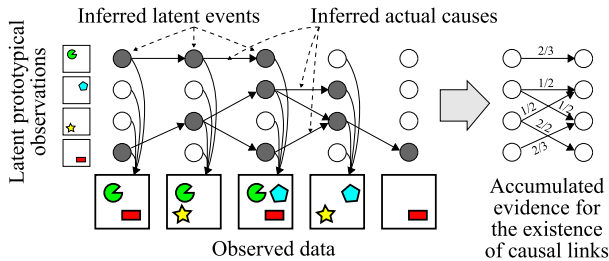 Inferred latent events
Inferred actual causes
Latent prototypical
observations
2/3
1/2
1/2
1/2
2/2
2/3
Observed data
Accumulated
evidence for
the existence
of causal links